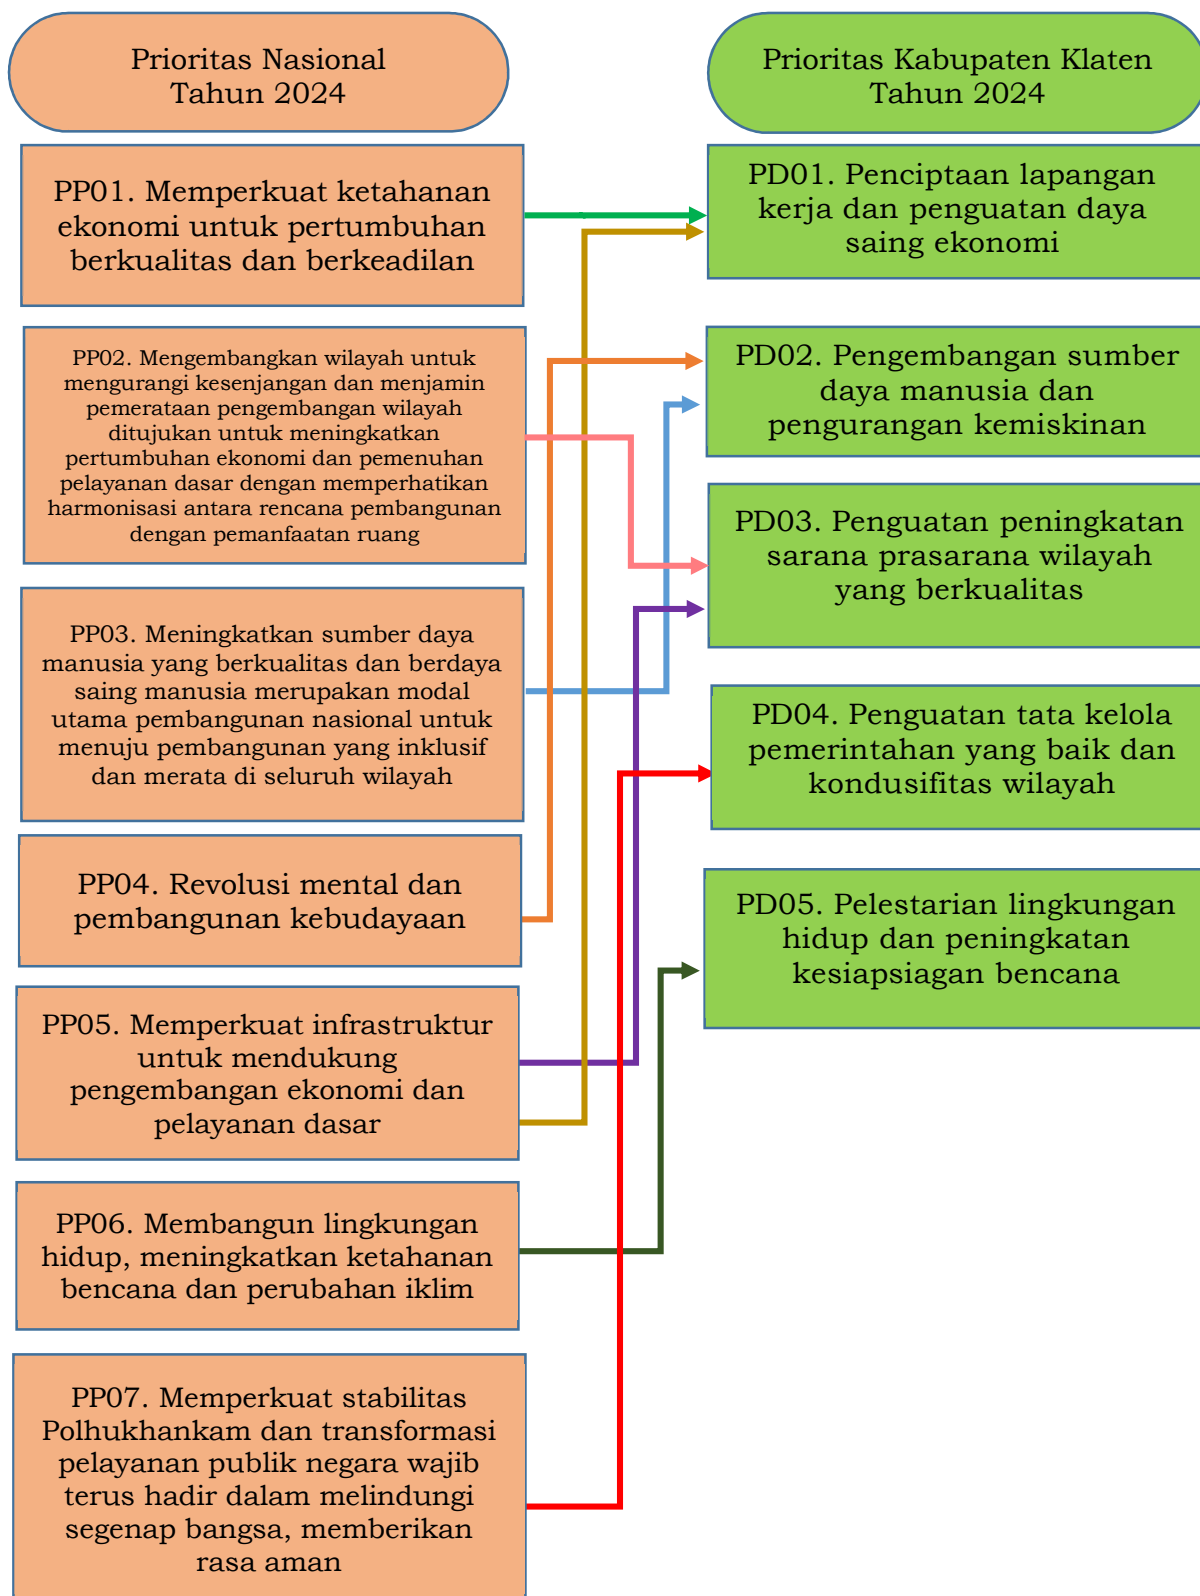 Prioritas Nasional
Tahun 2024
Prioritas Kabupaten Klaten
Tahun 2024
PP01. Memperkuat ketahanan
ekonomi untuk pertumbuhan
berkualitas dan berkeadilan
PP02. Mengembangkan wilayah untuk
mengurangi kesenjangan dan menjamin
pemerataan pengembangan wilayah
ditujukan untuk meningkatkan
pertumbuhan ekonomi dan pemenuhan
pelayanan dasar dengan memperhatikan
harmonisasi antara rencana pembangunan
dengan pemanfaatan ruang
PP03. Meningkatkan sumber daya
manusia yang berkualitas dan berdaya
saing manusia merupakan modal
utama pembangunan nasional untuk
menuju pembangunan yang inklusif
dan merata di seluruh wilayah
PP04. Revolusi mental dan
pembangunan kebudayaan
PP05. Memperkuat infrastruktur
untuk mendukung
pengembangan ekonomi dan
pelayanan dasar
PP06. Membangun lingkungan
hidup, meningkatkan ketahanan
bencana dan perubahan iklim
PP07. Memperkuat stabilitas
Polhukhankam dan transformasi
pelayanan publik negara wajib
terus hadir dalam melindungi
segenap bangsa, memberikan
rasa aman
PD01. Penciptaan lapangan
kerja dan penguatan daya
saing ekonomi
PD02. Pengembangan sumber
daya manusia dan
pengurangan kemiskinan
PD03. Penguatan peningkatan
sarana prasarana wilayah
yang berkualitas
PD04. Penguatan tata kelola
pemerintahan yang baik dan
kondusifitas wilayah
PD05. Pelestarian lingkungan
hidup dan peningkatan
kesiapsiagan bencana